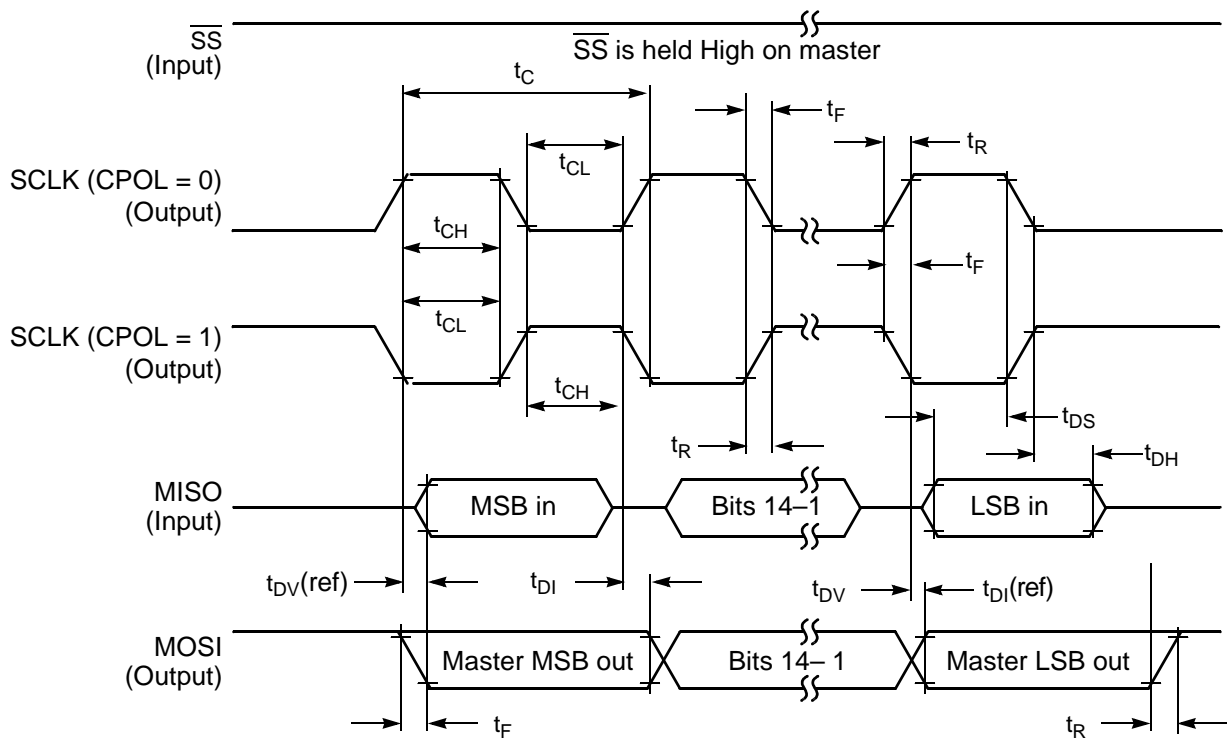 SS
(Input)
SS is held High on master
tC
tF
tR
tCL
SCLK (CPOL = 0)
(Output)
tCH
tF
tCL
SCLK (CPOL = 1)
(Output)
tCH
tDS
tR
tDH
MISO
(Input)
MSB in
Bits 14–1
LSB in
tDV(ref)
tDI
tDV
tDI(ref)
MOSI
(Output)
Master MSB out
Bits 14– 1
Master LSB out
tF
tR